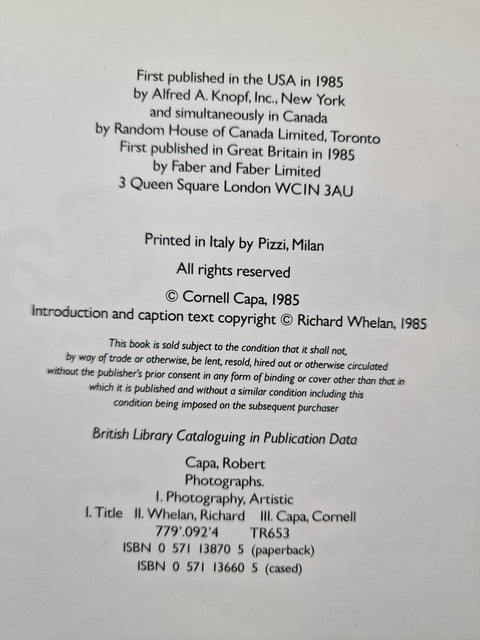 First published in the USA in 1985
by Alfred A. Knopf, Inc., New York
and simultaneously in Canada
by Random House of Canada Limited, Toronto
First published in Great Britain in 1985
by Faber and Faber Limited
3 Queen Square London WCIN 3AU
Printed in Italy by Pizzi, Milan
All rights reserved
© Cornell Capa, 1985
Introduction and caption text copyright © Richard Whelan, 1985
This book is sold subject to the condition that it shall not,
by way of trade or otherwise, be lent, resold, hired out or otherwise circulated
without the publisher's prior consent in any form of binding or cover other than that in
which it is published and without a similar condition including this
condition being imposed on the subsequent purchaser
British Library Cataloguing in Publication Data
Capa, Robert
Photographs.
I. Photography, Artistic
I. Title II. Whelan, Richard III. Capa, Cornell
779'.092'4 TR653
ISBN 0 571 13870 5 (paperback)
ISBN 0 571 13660 5 (cased)